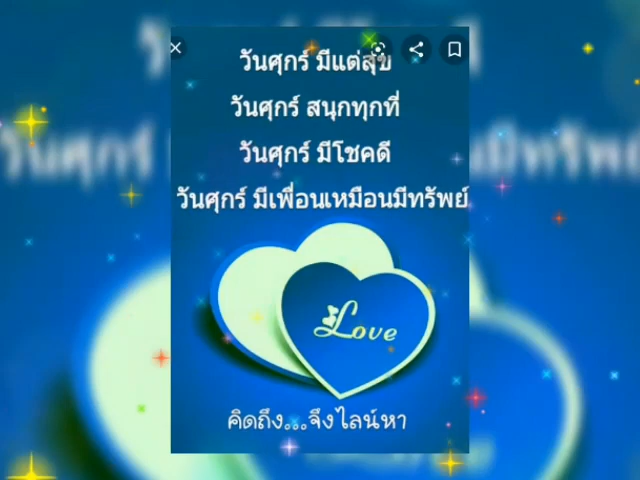 วันศุกร์ มีแต่สุข
วันศุกร์ สนุกทุกที่
วันศุกร์ มีโชคดี
วันศุกร์ มีเพื่อนเหมือนมีทรัพย์
Love
คิดถึง...จึงไลน์หา